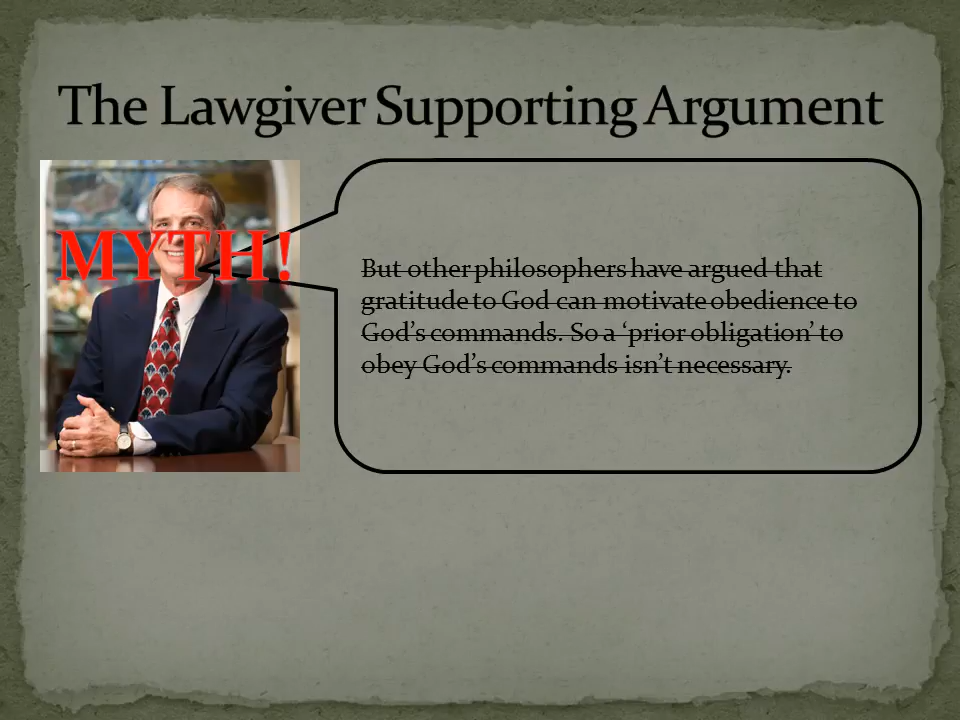 The Lawgiver Supporting Argument
MYTH!
But other philosophers have argued that
gratitude to God can motivate obedience to
God’s commands. So a ‘prior obligation’ to
obey God’s commands isn’t necessary.